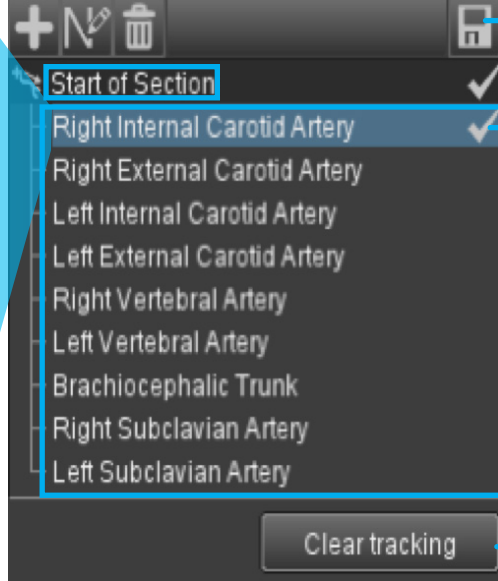 Start of Section
Right Internal Carotid Artery
Right External Carotid Artery
Left Internal Carotid Artery
Left External Carotid Artery
Right Vertebral Artery
Left Vertebral Artery
Brachiocephalic Trunk
Right Subclavian Artery
Left Subclavian Artery
Clear tracking